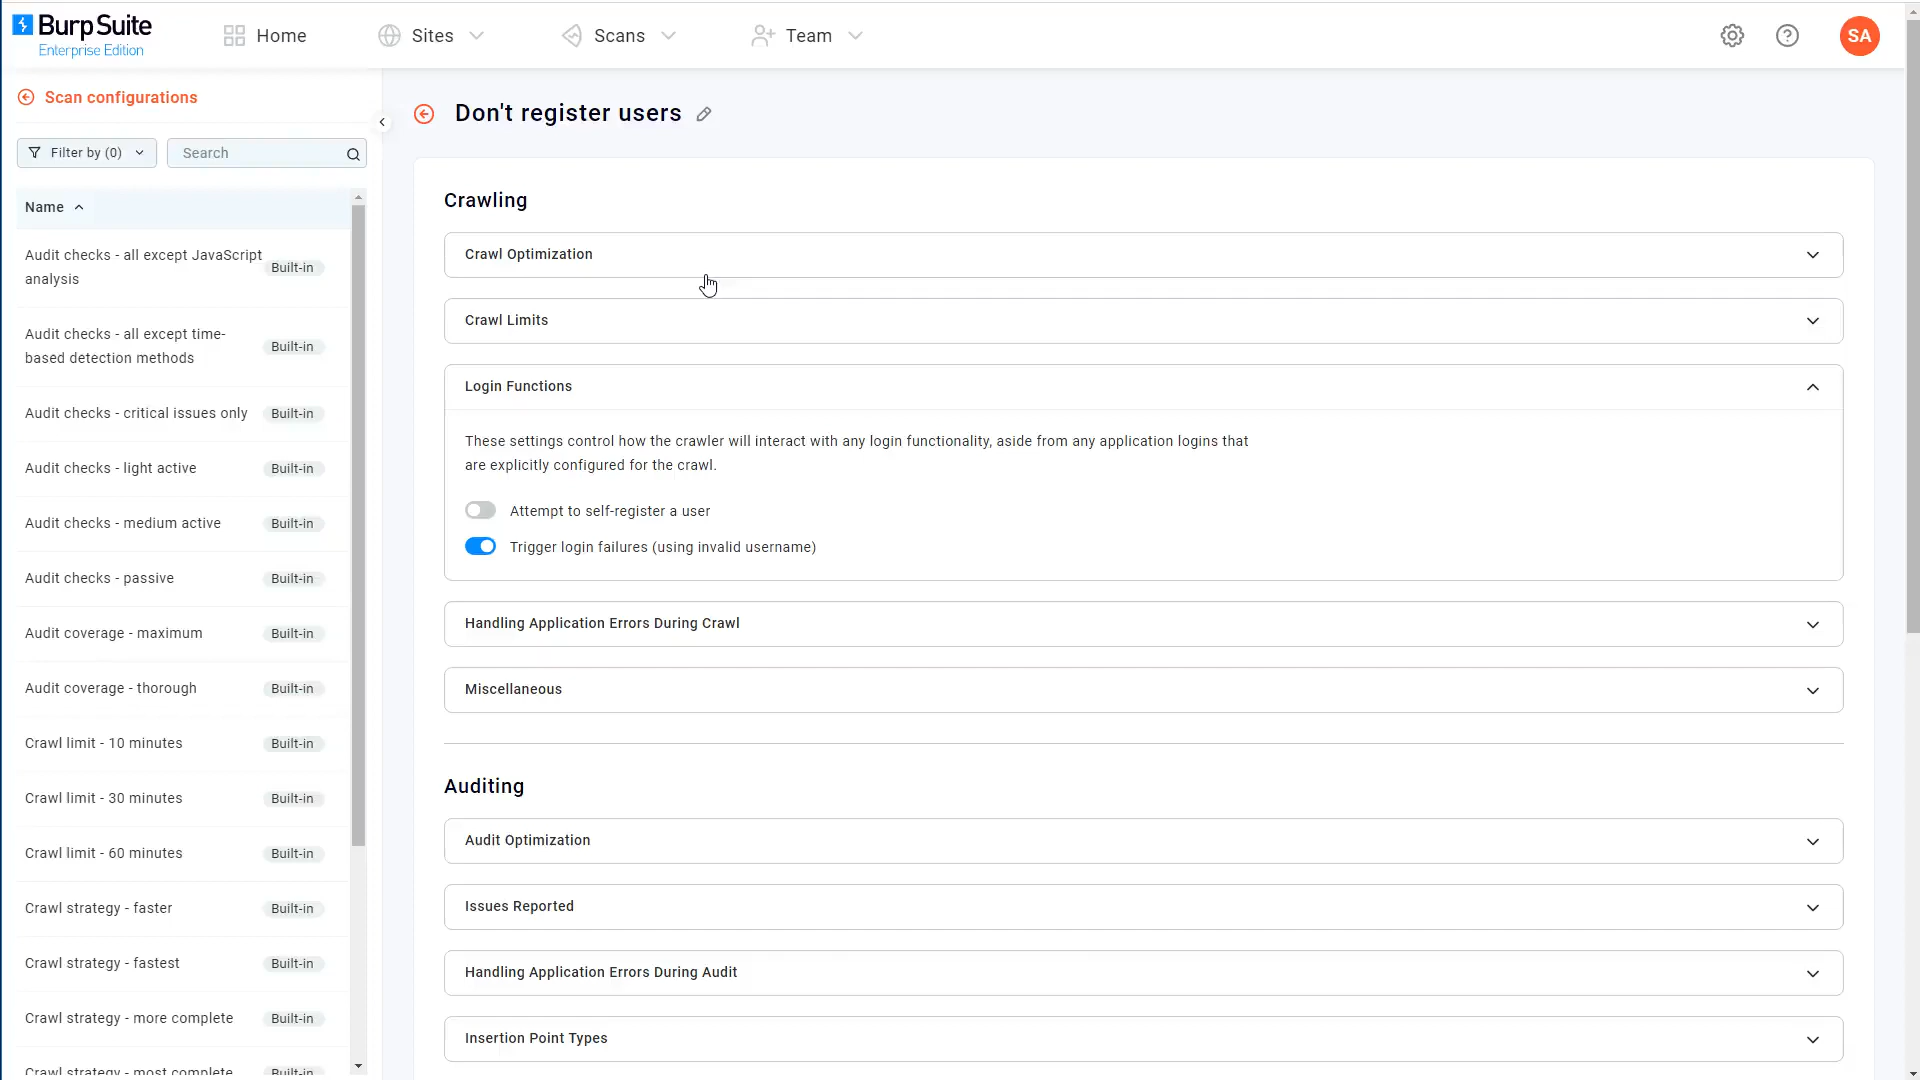 Burp Suite
Enterprise Edition
Home
Sites
Scans
Team
SA
Scan configurations
Filter by (0)
Search
Name
Audit checks - all except JavaScript
analysis
Built-in
Audit checks - all except time-
based detection methods
Built-in
Audit checks - critical issues only
Built-in
Audit checks - light active
Built-in
Audit checks - medium active
Built-in
Audit checks - passive
Built-in
Audit coverage - maximum
Built-in
Audit coverage - thorough
Built-in
Crawl limit - 10 minutes
Built-in
Crawl limit - 30 minutes
Built-in
Crawl limit - 60 minutes
Built-in
Crawl strategy - faster
Built-in
Crawl strategy - fastest
Built-in
Crawl strategy - more complete
Built-in
Crawl strategy - most complete
Built-in
Don't register users
Crawling
Crawl Optimization
Crawl Limits
Login Functions
These settings control how the crawler will interact with any login functionality, aside from any application logins that
are explicitly configured for the crawl.
Attempt to self-register a user
Trigger login failures (using invalid username)
Handling Application Errors During Crawl
Miscellaneous
Auditing
Audit Optimization
Issues Reported
Handling Application Errors During Audit
Insertion Point Types